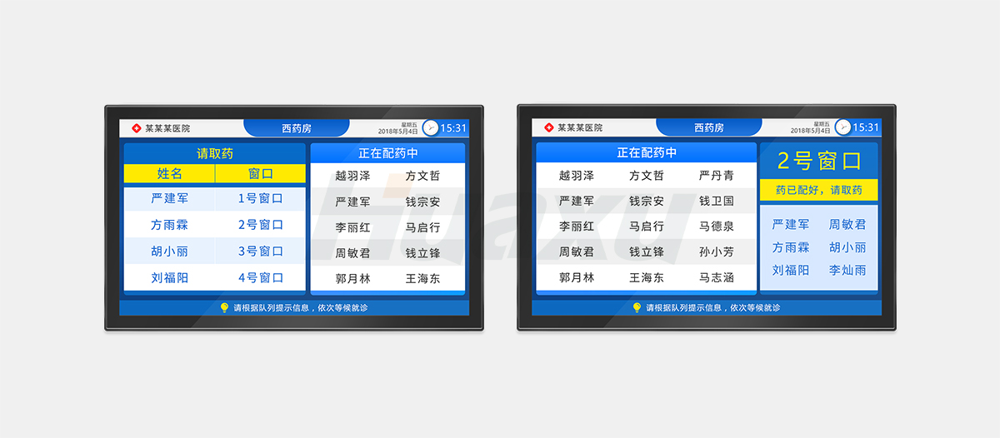 某某某医院
西药房
星期五
2018年5月4日
15:31
请取药
姓名 窗口
严建军 1号窗口
方雨霖 2号窗口
胡小丽 3号窗口
刘福阳 4号窗口
正在配药中
越羽泽 方文哲
严建军 钱宗安
李丽红 马启行
周敏君 钱立锋
郭月林 王海东
请根据队列提示信息，依次等候就诊
某某某医院
西药房
星期五
2018年5月4日
15:31
正在配药中
越羽泽 方文哲 严丹青
严建军 钱宗安 钱卫国
李丽红 马启行 马德泉
周敏君 钱立锋 孙小芳
郭月林 王海东 马志涵
2号窗口
药已配好，请取药
严建军 周敏君
方雨霖 胡小丽
刘福阳 李灿雨
请根据队列提示信息，依次等候就诊
Huaxu